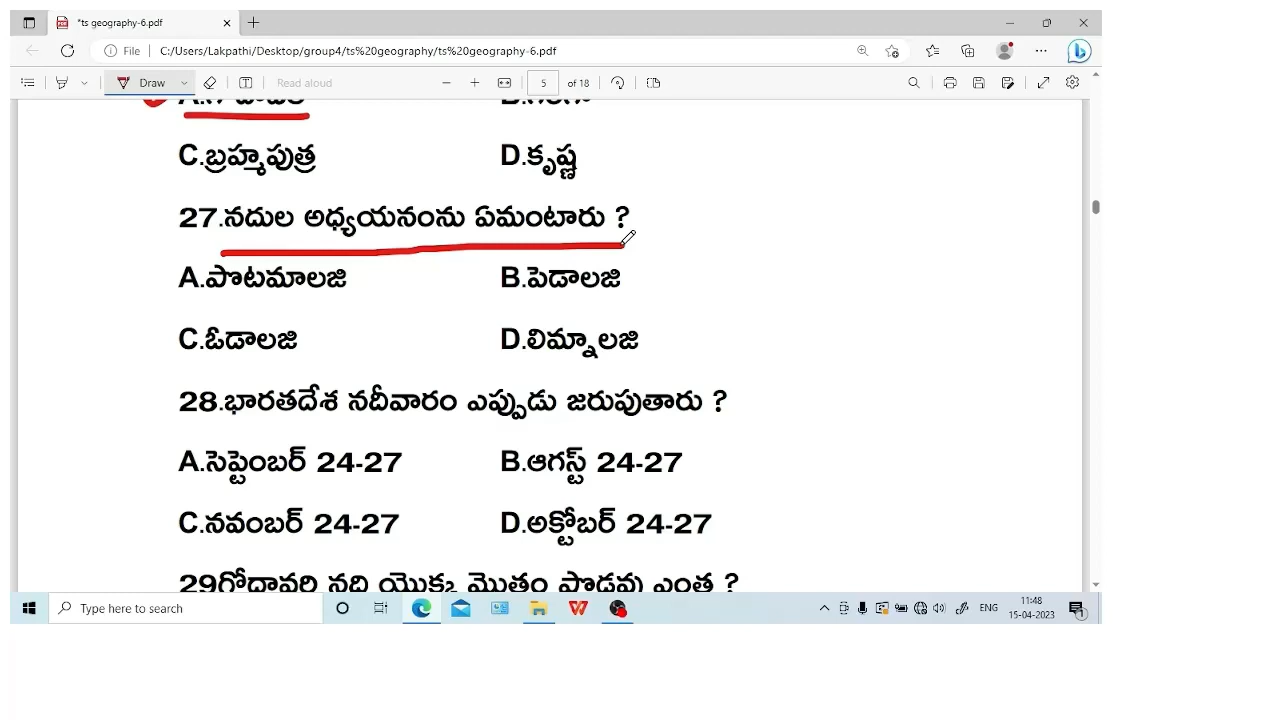 *ts geography-6.pdf
File C:/Users/Lakpathi/Desktop/group4/ts%20geography/ts%20geography-6.pdf
Draw Read aloud 5 of 18
C.బ్రహ్మపుత్ర D.కృష్ణ
27.నదుల అధ్యయనంను ఏమంటారు ?
A.పొటమాలజి B.పెడాలజి
C.ఓడాలజి D.లిమ్నాలజి
28.భారతదేశ నదీవారం ఎప్పుడు జరుపుతారు ?
A.సెప్టెంబర్ 24-27 B.ఆగస్ట్ 24-27
C.నవంబర్ 24-27 D.అక్టోబర్ 24-27
29గోదావరి నది యొక్క మొత్తం పొడవు ఎంత ?
Type here to search ENG 11:48
15-04-2023